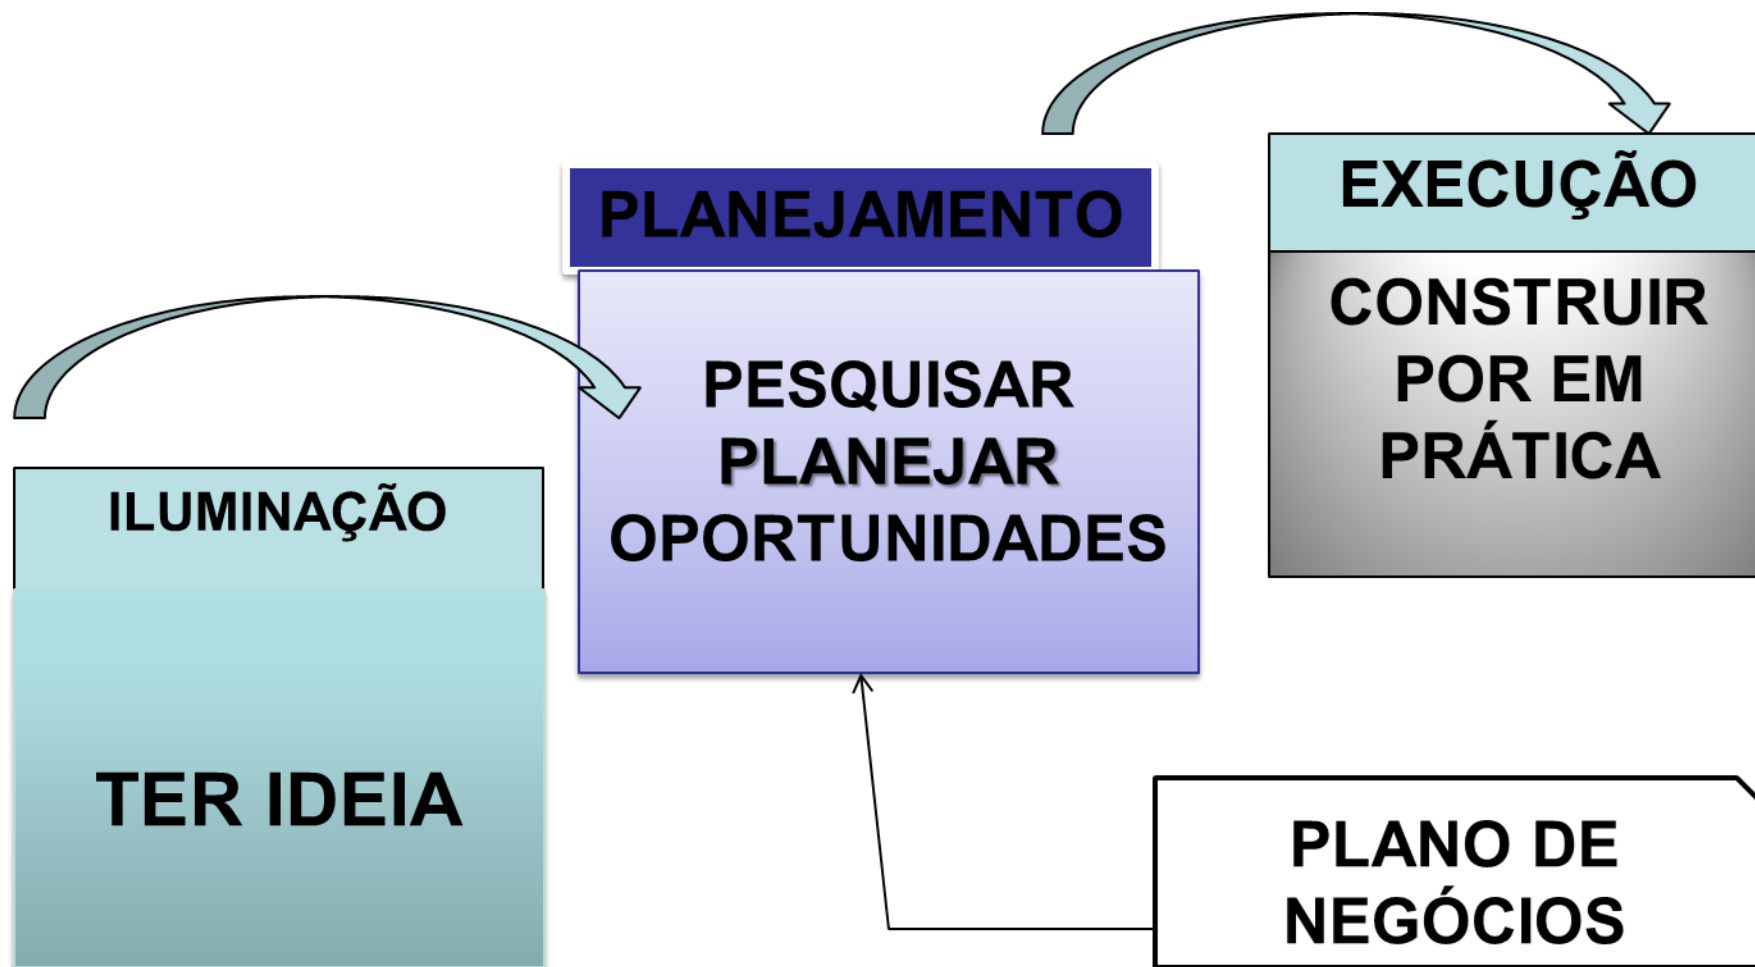 ILUMINAÇÃO
TER IDEIA
PLANEJAMENTO
PESQUISAR
PLANEJAR
OPORTUNIDADES
EXECUÇÃO
CONSTRUIR
POR EM
PRÁTICA
PLANO DE
NEGÓCIOS